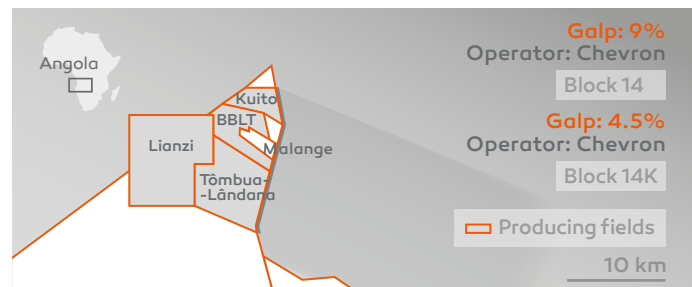 Angola
Kuito
BBLT
Lianzi
Malange
Tômbua-
-Lândana
Galp: 9%
Operator: Chevron
Block 14
Galp: 4.5%
Operator: Chevron
Block 14K
Producing fields
10 km